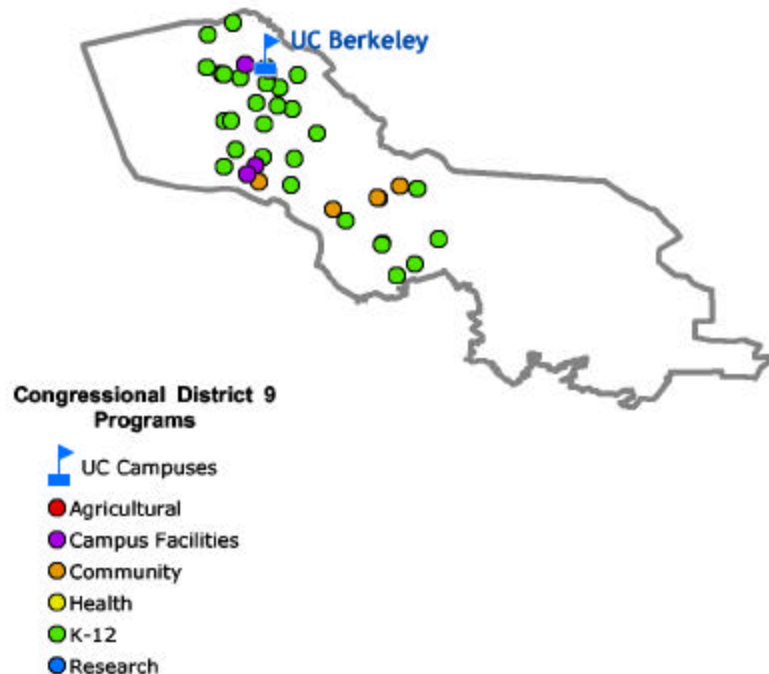 UC Berkeley
Congressional District 9
Programs
UC Campuses
Agricultural
Campus Facilities
Community
Health
K-12
Research